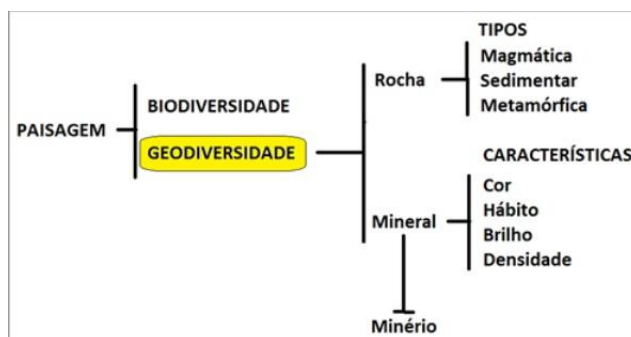 PAISAGEM
BIODIVERSIDADE
GEODIVERSIDADE
Rocha
TIPOS
Magmática
Sedimentar
Metamórfica
Mineral
CARACTERÍSTICAS
Cor
Hábito
Brilho
Densidade
Minério